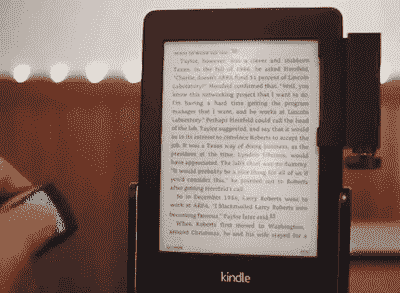 Taylor, however, was a clever and stubborn
Texan. In the fall of 1966, he asked Herzfeld,
"Charlie doesn't ARPA fund 51 percent of Lincoln
Laboratory?" Herzfeld confirmed that. "Well, you
know this networking project that I want to do,
I'm having a hard time getting the program
manager that I want, and he works at Lincoln
Laboratory." Perhaps Herzfeld could call the head
of the lab, Taylor suggested, and say that it would
be in its interest to convince Roberts to accept the
job. It was a Texas way of doing business, as the
president at the time, Lyndon Johnson, would
have appreciated. The lab's chief was no dummy.
"It would probably be a nice thing for all of us if
you'd consider this," he pointed out to Roberts
after getting Herzfeld's call.
So in December 1966, Larry Roberts went to
work at ARPA. "I blackmailed Larry Roberts into
becoming famous," Taylor later said.
When Roberts first moved to Washington,
around Christmas, he and his wife stayed for a
kindle